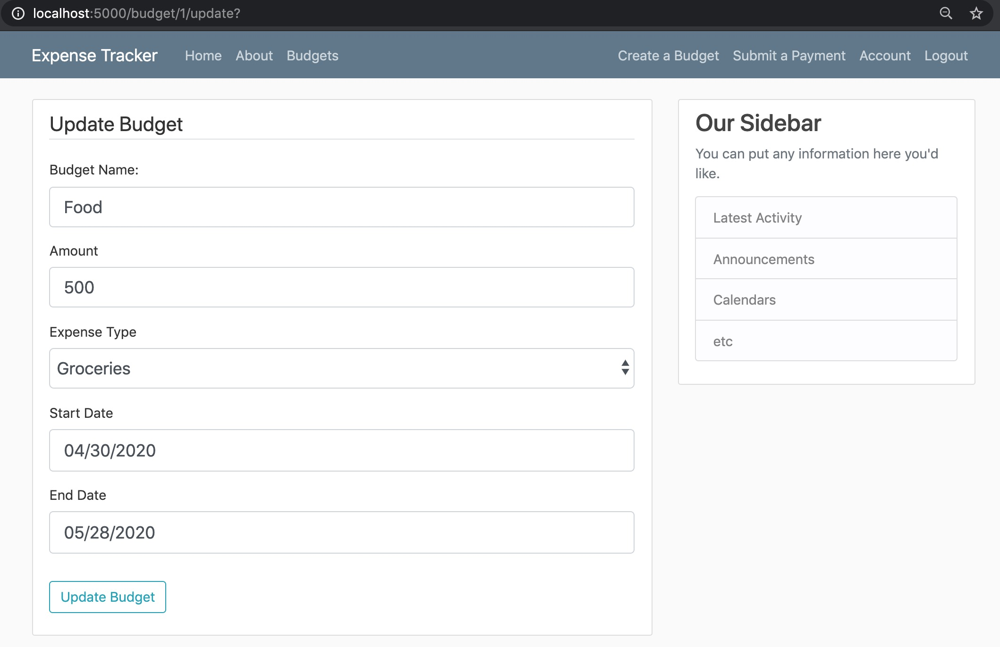 localhost:5000/budget/1/update?
Expense Tracker Home About Budgets Create a Budget Submit a Payment Account Logout
Update Budget
Budget Name:
Food
Amount
500
Expense Type
Groceries
Start Date
04/30/2020
End Date
05/28/2020
Update Budget
Our Sidebar
You can put any information here you'd
like.
Latest Activity
Announcements
Calendars
etc